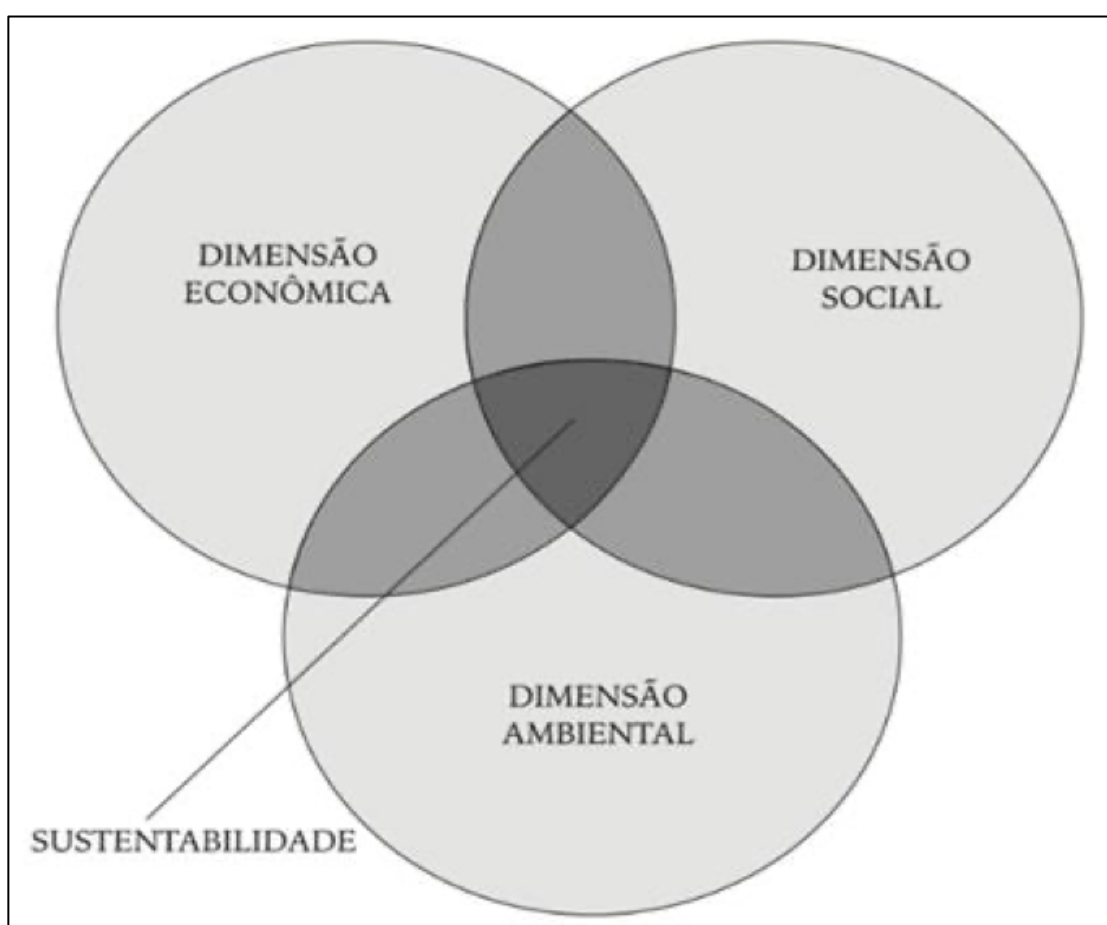 DIMENSÃO
ECONÔMICA
DIMENSÃO
SOCIAL
DIMENSÃO
AMBIENTAL
SUSTENTABILIDADE